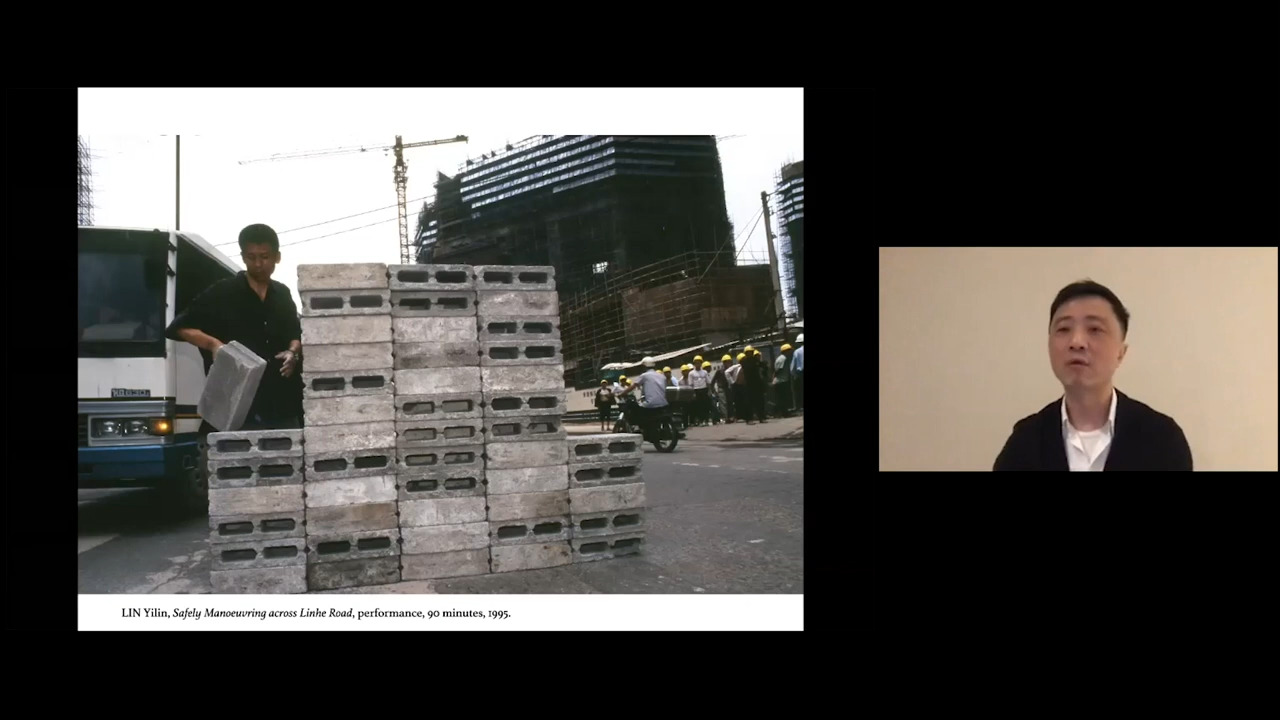 LIN Yilin, Safely Manoeuvring across Linhe Road, performance, 90 minutes, 1995.